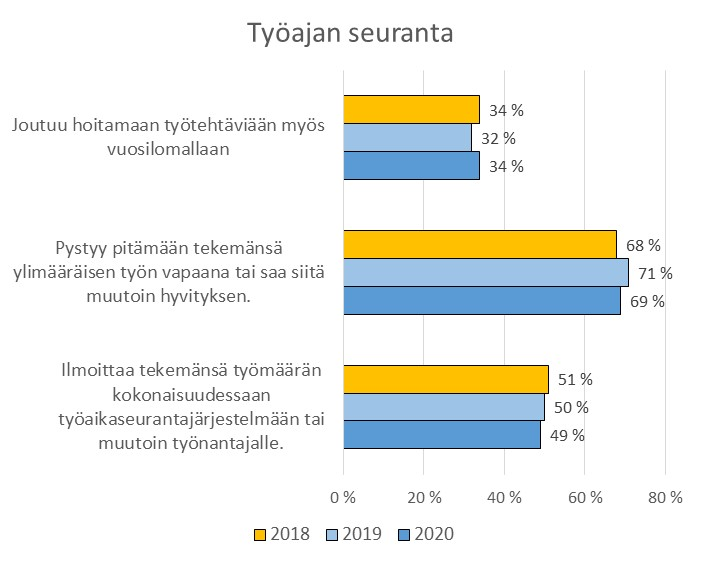 Työajan seuranta
Joutuu hoitamaan työtehtäviään myös
vuosilomallaan
34 %
32 %
34 %
Pystyy pitämään tekemänsä
ylimääräisen työn vapaana tai saa siitä
muutoin hyvityksen.
68 %
71 %
69 %
Ilmoittaa tekemänsä työmäärän
kokonaisuudessaan
työaikaseurantajärjestelmään tai
muutoin työnantajalle.
51 %
50 %
49 %
0 % 20 % 40 % 60 % 80 %
2018 2019 2020